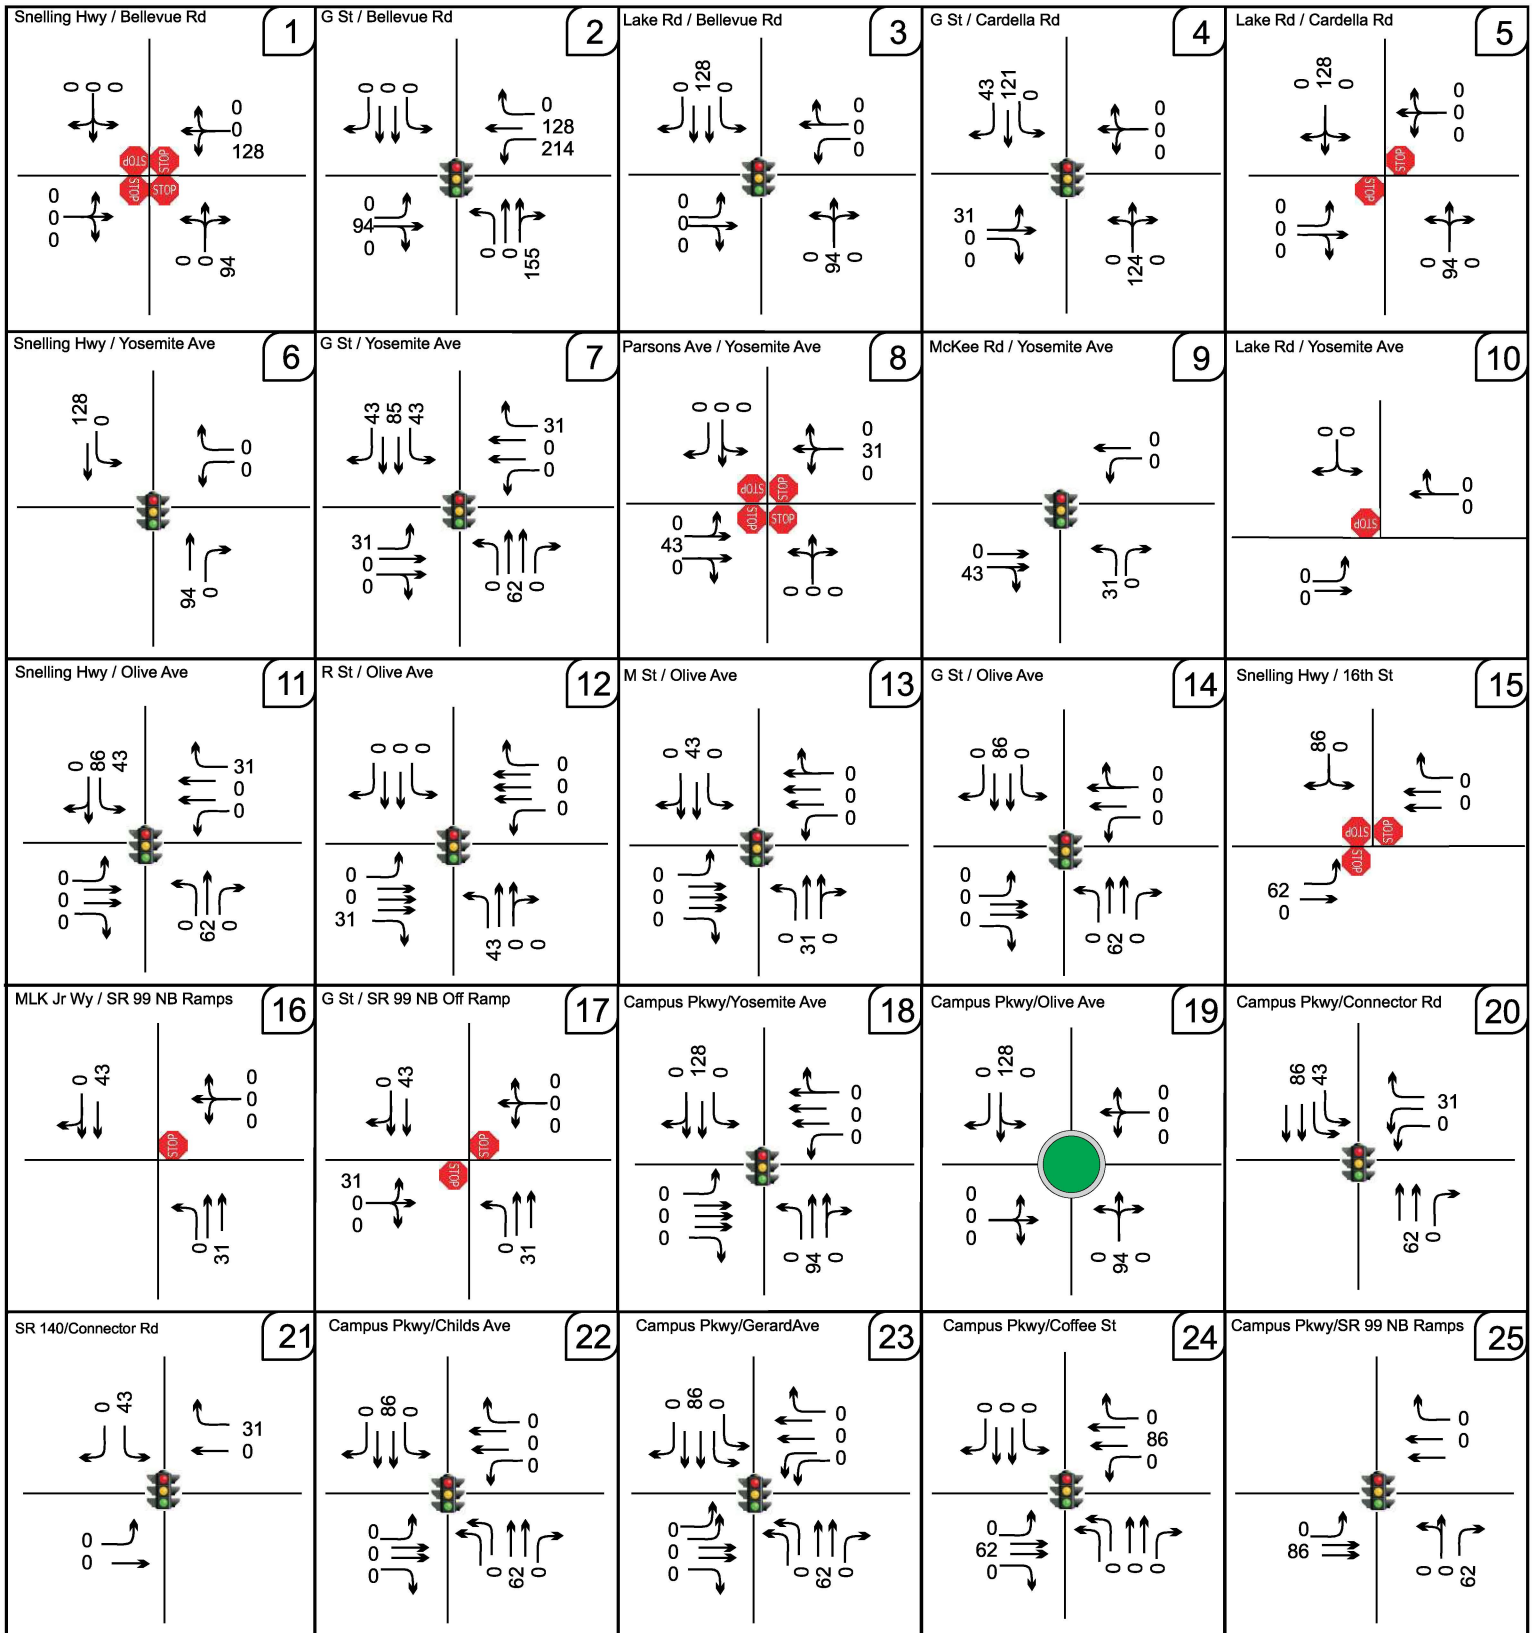 Snelling Hwy / Bellevue Rd
1
0 0 0
0
0
128
STOP STOP
STOP STOP
0
0
0
0 0 94
G St / Bellevue Rd
2
0 0 0
0
128
214
94
0
0 0 155
Lake Rd / Bellevue Rd
3
0 128 0
0
0
0
0
0
0
0 94 0
G St / Cardella Rd
4
43 121 0
0
0
0
31
0
0
0 124 0
Lake Rd / Cardella Rd
5
0 128 0
0
0
0
STOP
STOP
0
0
0
0 94 0
Snelling Hwy / Yosemite Ave
6
128 0
0
0
94 0
G St / Yosemite Ave
7
43 85 43
31
0
0
31
0
0
0 62 0
Parsons Ave / Yosemite Ave
8
0 0 0
0
31
0
STOP STOP
STOP STOP
0
43
0
0 0 0
McKee Rd / Yosemite Ave
9
0
0
0
43
31 0
Lake Rd / Yosemite Ave
10
0 0
0
0
STOP
0
0
Snelling Hwy / Olive Ave
11
0 86 43
31
0
0
0
0
0
0 62 0
R St / Olive Ave
12
0 0 0
0
0
0
0
0
31
43 0 0
M St / Olive Ave
13
0 43 0
0
0
0
0
0
0
0 31 0
G St / Olive Ave
14
0 86 0
0
0
0
0
0
0
0 62 0
Snelling Hwy / 16th St
15
86 0
0
0
STOP STOP
STOP
62
0
MLK Jr Wy / SR 99 NB Ramps
16
0 43
0
0
0
STOP
0 31
G St / SR 99 NB Off Ramp
17
0 43
0
0
0
STOP
STOP
31
0
0
0 31
Campus Pkwy/Yosemite Ave
18
0 128 0
0
0
0
0
0
0
0 94 0
Campus Pkwy/Olive Ave
19
0 128 0
0
0
0
0
0
0
0 94 0
Campus Pkwy/Connector Rd
20
86 43
31
0
62 0
SR 140/Connector Rd
21
0 43
31
0
0
0
Campus Pkwy/Childs Ave
22
0 86 0
0
0
0
0
0
0
0 62 0
Campus Pkwy/GerardAve
23
0 86 0
0
0
0
0
0
0
0 62 0
Campus Pkwy/Coffee St
24
0 0 0
0
86
0
0
62
0
0 0 0
Campus Pkwy/SR 99 NB Ramps
25
0
0
0
86
0 0 62